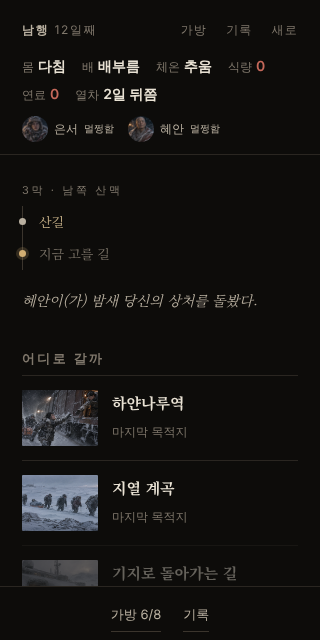 남행 12일째 가방 기록 새로
몸 다침 배 배부름 체온 추움 식량 0
연료 0 열차 2일 뒤쯤
은서 멀쩡함 혜안 멀쩡함
3막 · 남쪽 산맥
산길
지금 고를 길
혜안이(가) 밤새 당신의 상처를 돌봤다.
어디로 갈까
하얀나루역
마지막 목적지
지열 계곡
마지막 목적지
기지로 돌아가는 길
가방 6/8 기록